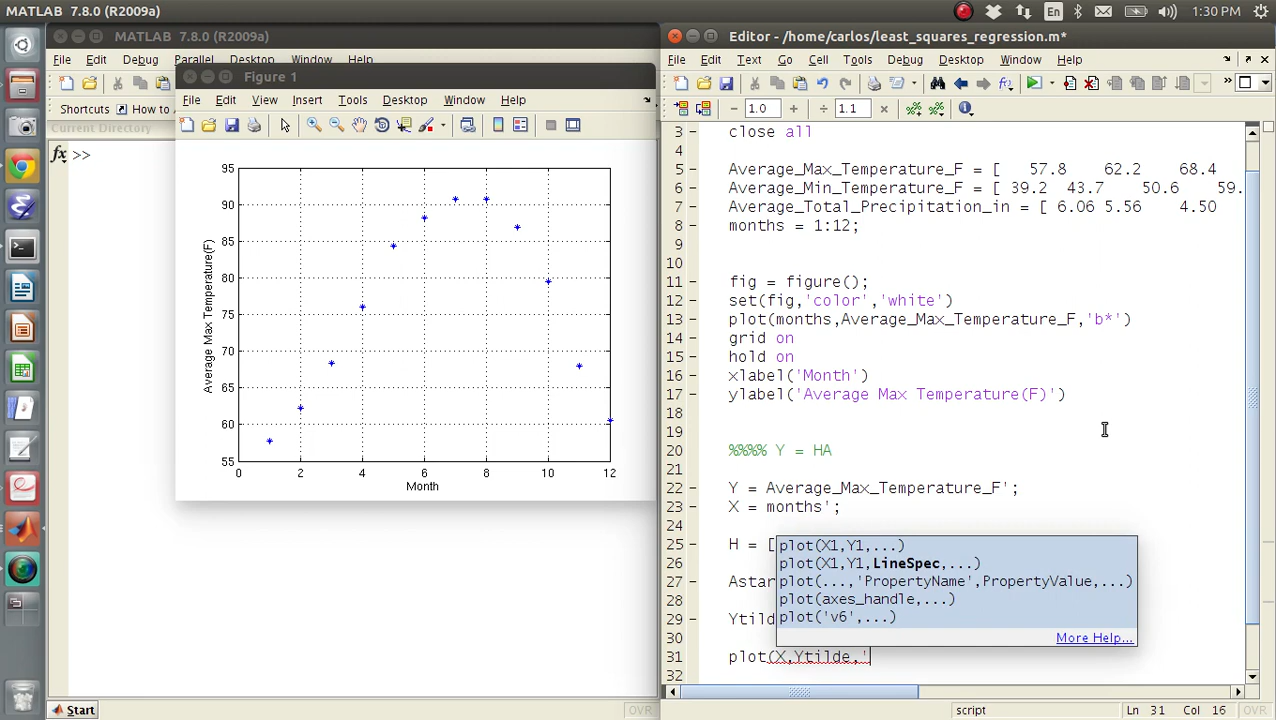 MATLAB 7.8.0 (R2009a)
En
1:30 PM
MATLAB 7.8.0 (R2009a)
File Edit Debug
Shortcuts How to
Current Directory
fx >>
Start
OVR
Figure 1
File Edit View Insert Tools Desktop Window Help
95
90
85
80
75
70
65
60
55
0 2 4 6 8 10 12
Month
Average Max Temperature(F)
Editor - /home/carlos/least_squares_regression.m*
File Edit Text Go Cell Tools Debug Desktop Window Help
1.0 1.1
3 close all
4
5 Average_Max_Temperature_F = [ 57.8 62.2 68.4
6 Average_Min_Temperature_F = [ 39.2 43.7 50.6 59.
7 Average_Total_Precipitation_in = [ 6.06 5.56 4.50
8 months = 1:12;
9
10
11 fig = figure();
12 set(fig,'color','white')
13 plot(months,Average_Max_Temperature_F,'b*')
14 grid on
15 hold on
16 xlabel('Month')
17 ylabel('Average Max Temperature(F)')
18
19
20 %%%% Y = HA
21
22 Y = Average_Max_Temperature_F';
23 X = months';
24
25 H = [
26
27 Astar
28
29 Ytild
30
31 plot(X,Ytilde,'
32
plot(X1,Y1,...)
plot(X1,Y1,LineSpec,...)
plot(...,'PropertyName',PropertyValue,...)
plot(axes_handle,...)
plot('v6',...)
More Help...
script
Ln 31 Col 16
OVR